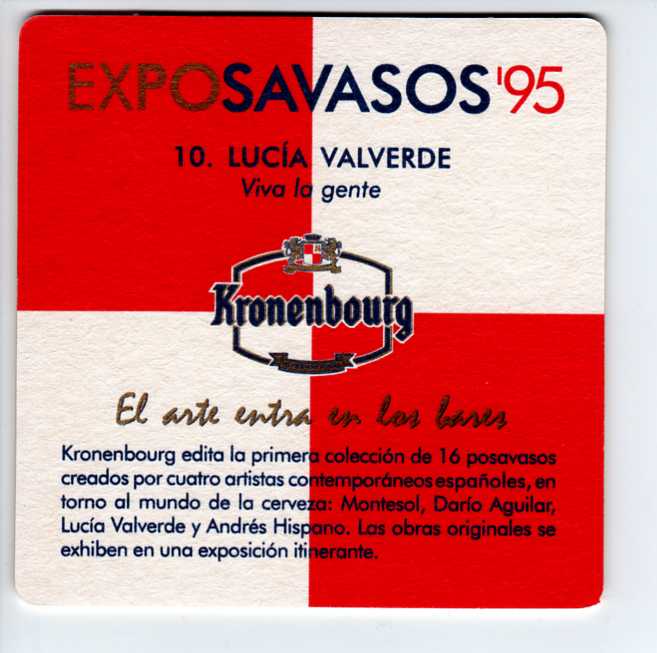 EXPOSAVASOS '95
10. LUCÍA VALVERDE
Viva la gente
Kronenbourg
El arte entra en los bares
Kronenbourg edita la primera colección de 16 posavasos
creados por cuatro artistas contemporáneos españoles, en
torno al mundo de la cerveza: Montesol, Darío Aguilar,
Lucía Valverde y Andrés Hispano. Las obras originales se
exhiben en una exposición itinerante.